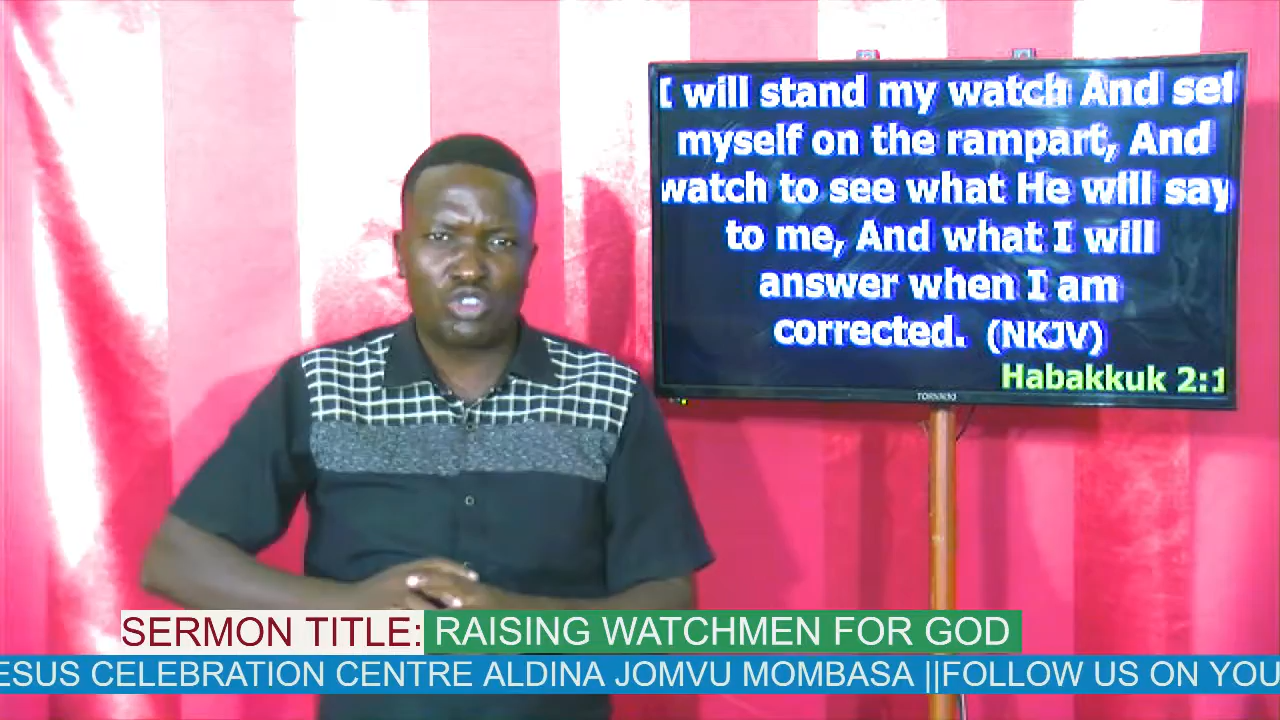 I will stand my watch And set
myself on the rampart, And
watch to see what He will say
to me, And what I will
answer when I am
corrected. (NKJV)
Habakkuk 2:1
TORNADO
SERMON TITLE: RAISING WATCHMEN FOR GOD
ESUS CELEBRATION CENTRE ALDINA JOMVU MOMBASA ||FOLLOW US ON YOU